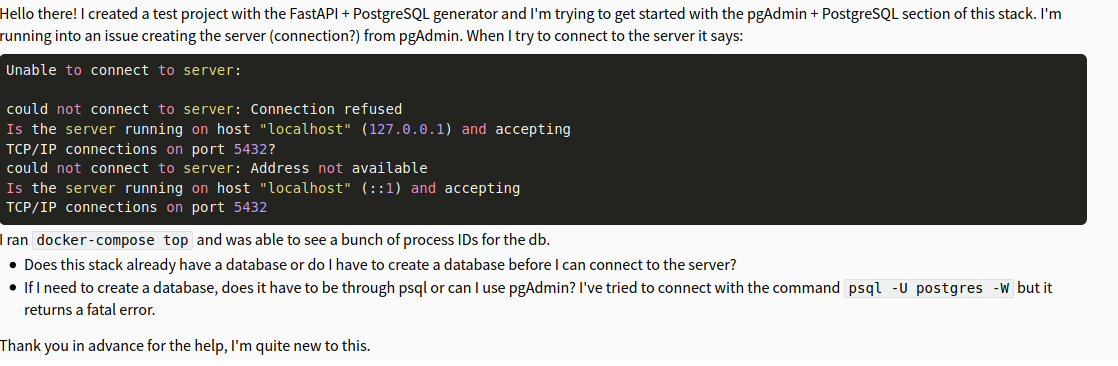 Hello there! I created a test project with the FastAPI + PostgreSQL generator and I'm trying to get started with the pgAdmin + PostgreSQL section of this stack. I'm
running into an issue creating the server (connection?) from pgAdmin. When I try to connect to the server it says:
Unable to connect to server:
could not connect to server: Connection refused
Is the server running on host "localhost" (127.0.0.1) and accepting
TCP/IP connections on port 5432?
could not connect to server: Address not available
Is the server running on host "localhost" (::1) and accepting
TCP/IP connections on port 5432
I ran docker-compose top and was able to see a bunch of process IDs for the db.
• Does this stack already have a database or do I have to create a database before I can connect to the server?
• If I need to create a database, does it have to be through psql or can I use pgAdmin? I've tried to connect with the command psql -U postgres -W but it
returns a fatal error.
Thank you in advance for the help, I'm quite new to this.